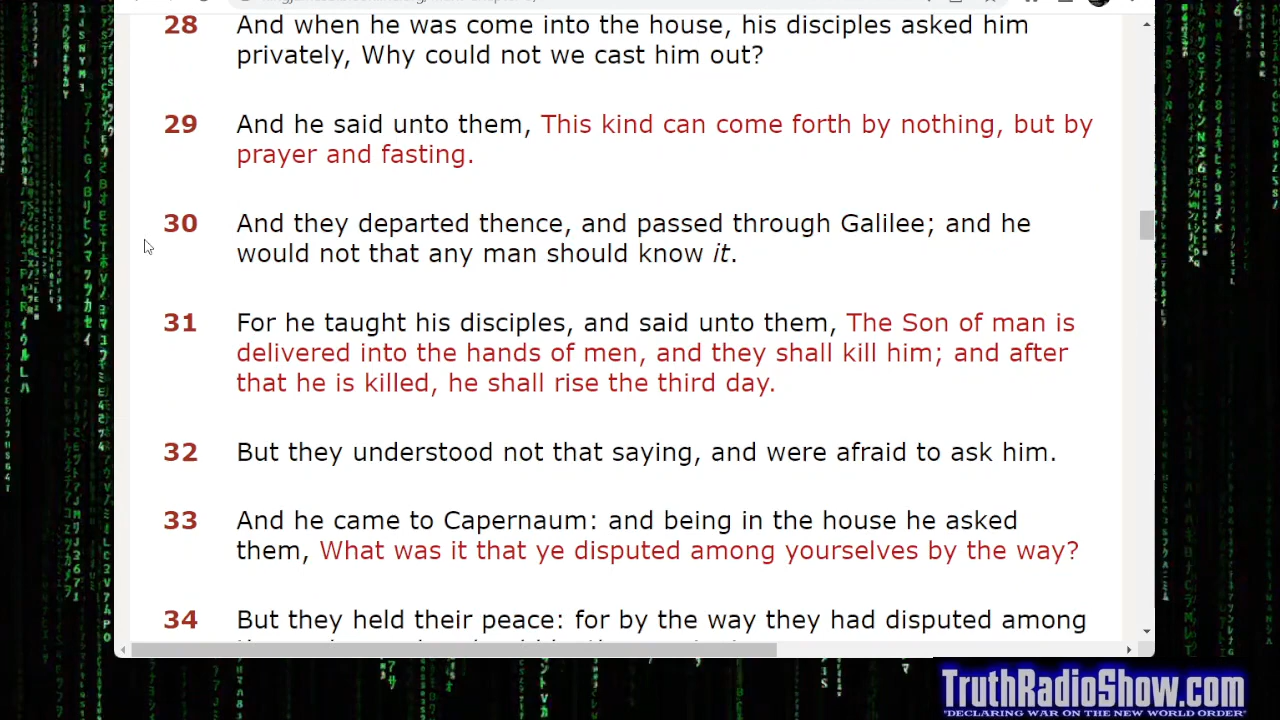 28 And when he was come into the house, his disciples asked him
privately, Why could not we cast him out?
29 And he said unto them, This kind can come forth by nothing, but by
prayer and fasting.
30 And they departed thence, and passed through Galilee; and he
would not that any man should know it.
31 For he taught his disciples, and said unto them, The Son of man is
delivered into the hands of men, and they shall kill him; and after
that he is killed, he shall rise the third day.
32 But they understood not that saying, and were afraid to ask him.
33 And he came to Capernaum: and being in the house he asked
them, What was it that ye disputed among yourselves by the way?
34 But they held their peace: for by the way they had disputed among
TruthRadioShow.com
"DECLARING WAR ON THE NEW WORLD ORDER"